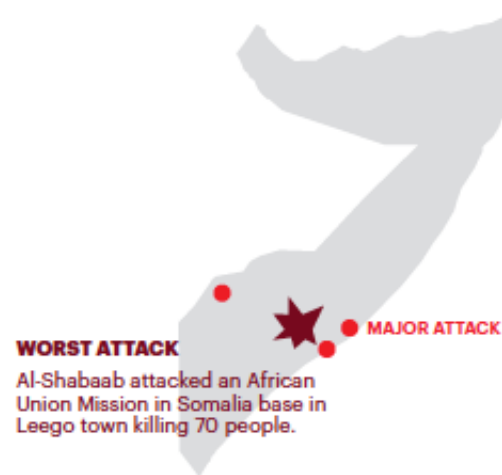 MAJOR ATTACK
WORST ATTACK
Al-Shabaab attacked an African
Union Mission in Somalia base in
Leego town killing 70 people.